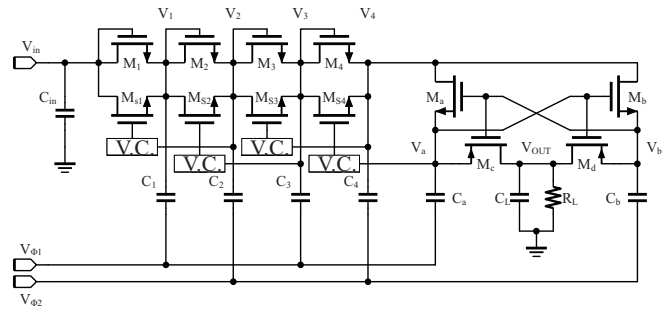 V1 V2 V3 V4
Vin
M1 M2 M3 M4
Ma Mb
Cin
Ms1 MS2 MS3 MS4
V.C. V.C. V.C. V.C.
Va Mc VOUT Md Vb
C1 C2 C3 C4 Ca CL RL Cb
VΦ1
VΦ2